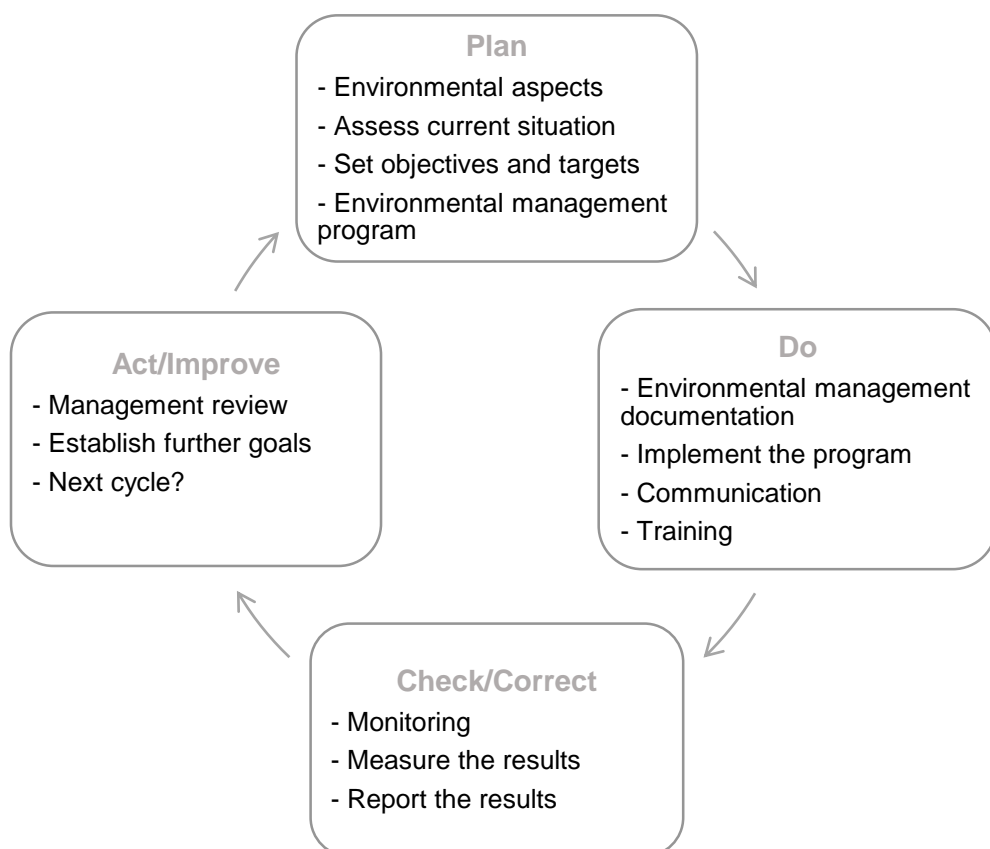 Plan
- Environmental aspects
- Assess current situation
- Set objectives and targets
- Environmental management
program
Do
- Environmental management
documentation
- Implement the program
- Communication
- Training
Check/Correct
- Monitoring
- Measure the results
- Report the results
Act/Improve
- Management review
- Establish further goals
- Next cycle?